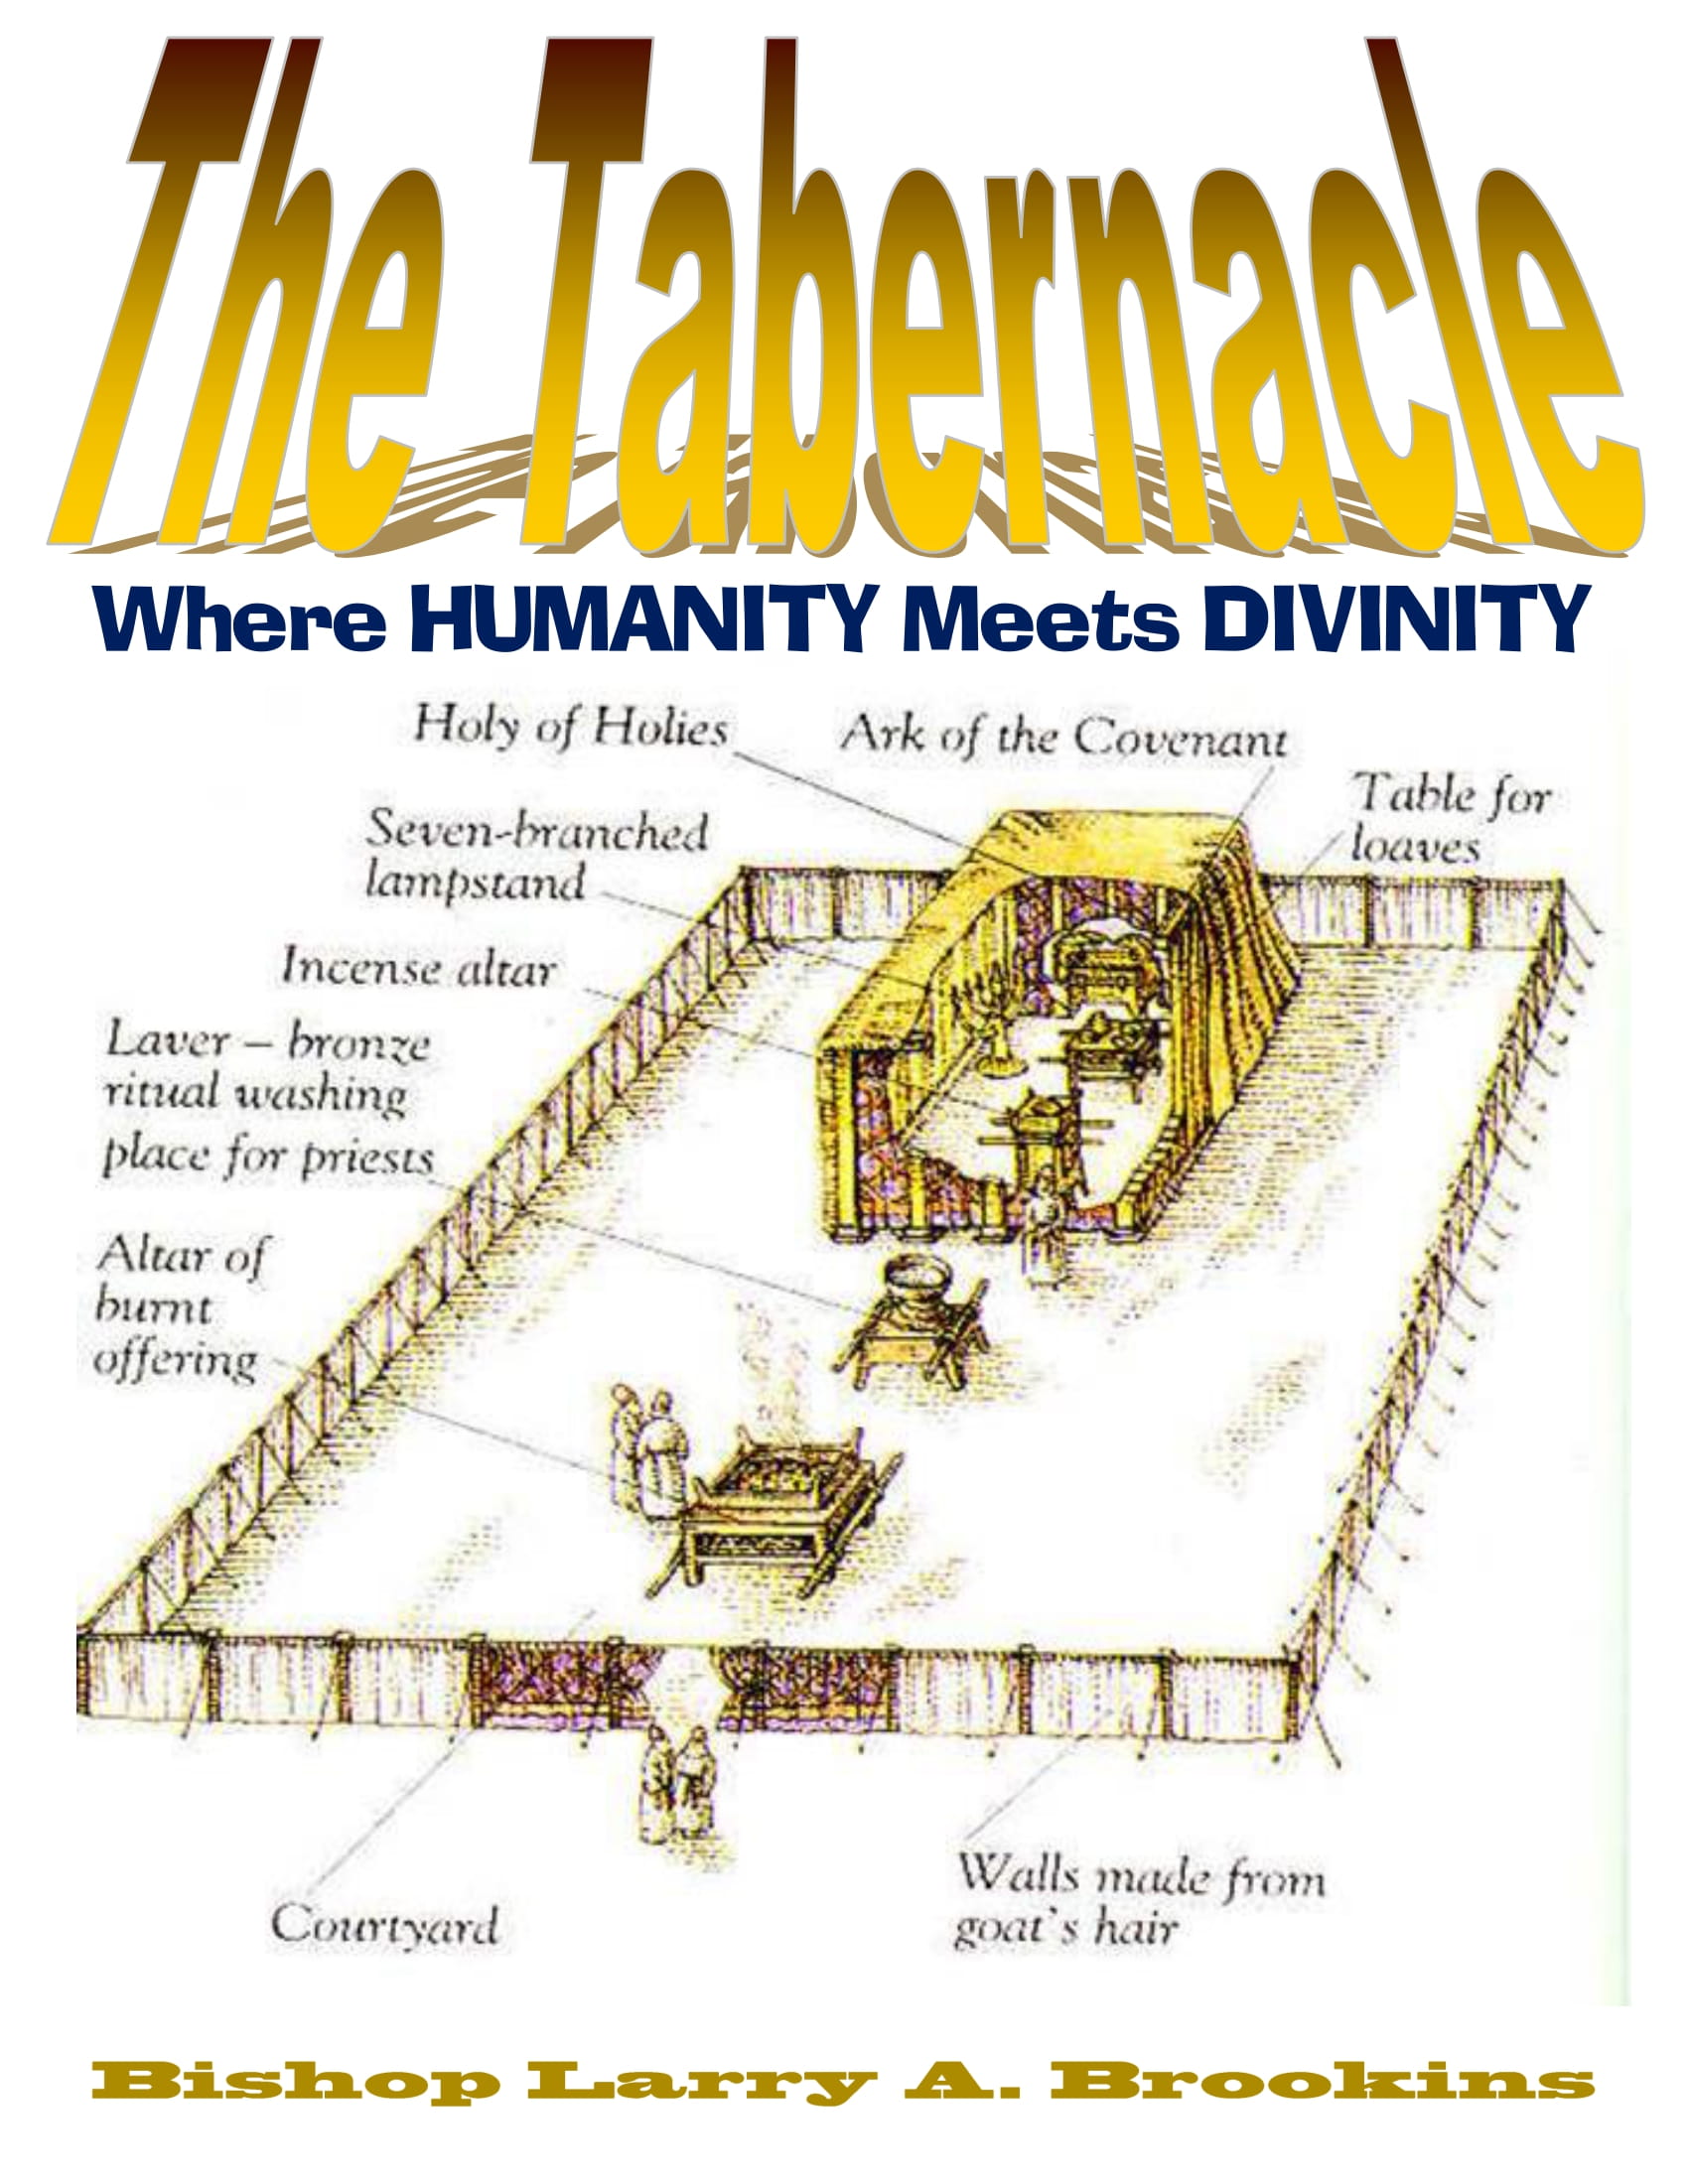 The Tabernacle
Where HUMANITY Meets DIVINITY
Holy of Holies
Ark of the Covenant
Table for
loaves
Seven-branched
lampstand
Incense altar
Laver – bronze
ritual washing
place for priests
Altar of
burnt
offering
Walls made from
goat's hair
Courtyard
Bishop Larry A. Brookins